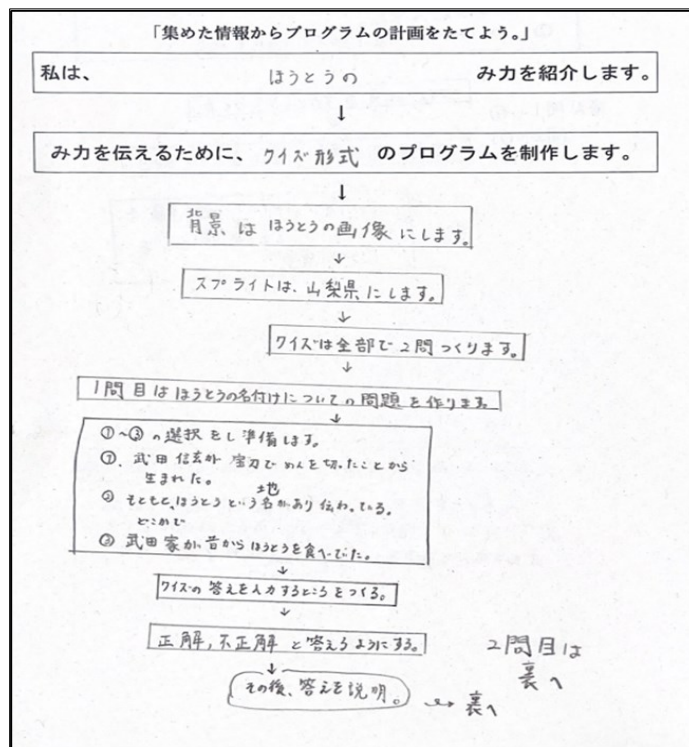 「集めた情報からプログラムの計画をたてよう。」
私は、 ほうとうの み力を紹介します。
↓
み力を伝えるために、 クイズ形式 のプログラムを制作します。
↓
背景は ほうとうの画像にします。
↓
スプライトは、山梨県にします。
↓
クイズは全部で2問つくります。
↓
1問目はほうとうの名付けについての問題を作ります。
↓
①~③の選択をし準備します。
①、武田信玄が宝刀でめんを切ったことから
生まれた。
②もともと、ほうとうという地名があり伝わっている。
どこかで
③武田家が昔からほうとうを食べていた。
↓
クイズの答えを入力するところをつくる。
↓
正解,不正解と答えるようにする。
↓
その後、答えを説明。 → 裏へ
2問目は
裏へ